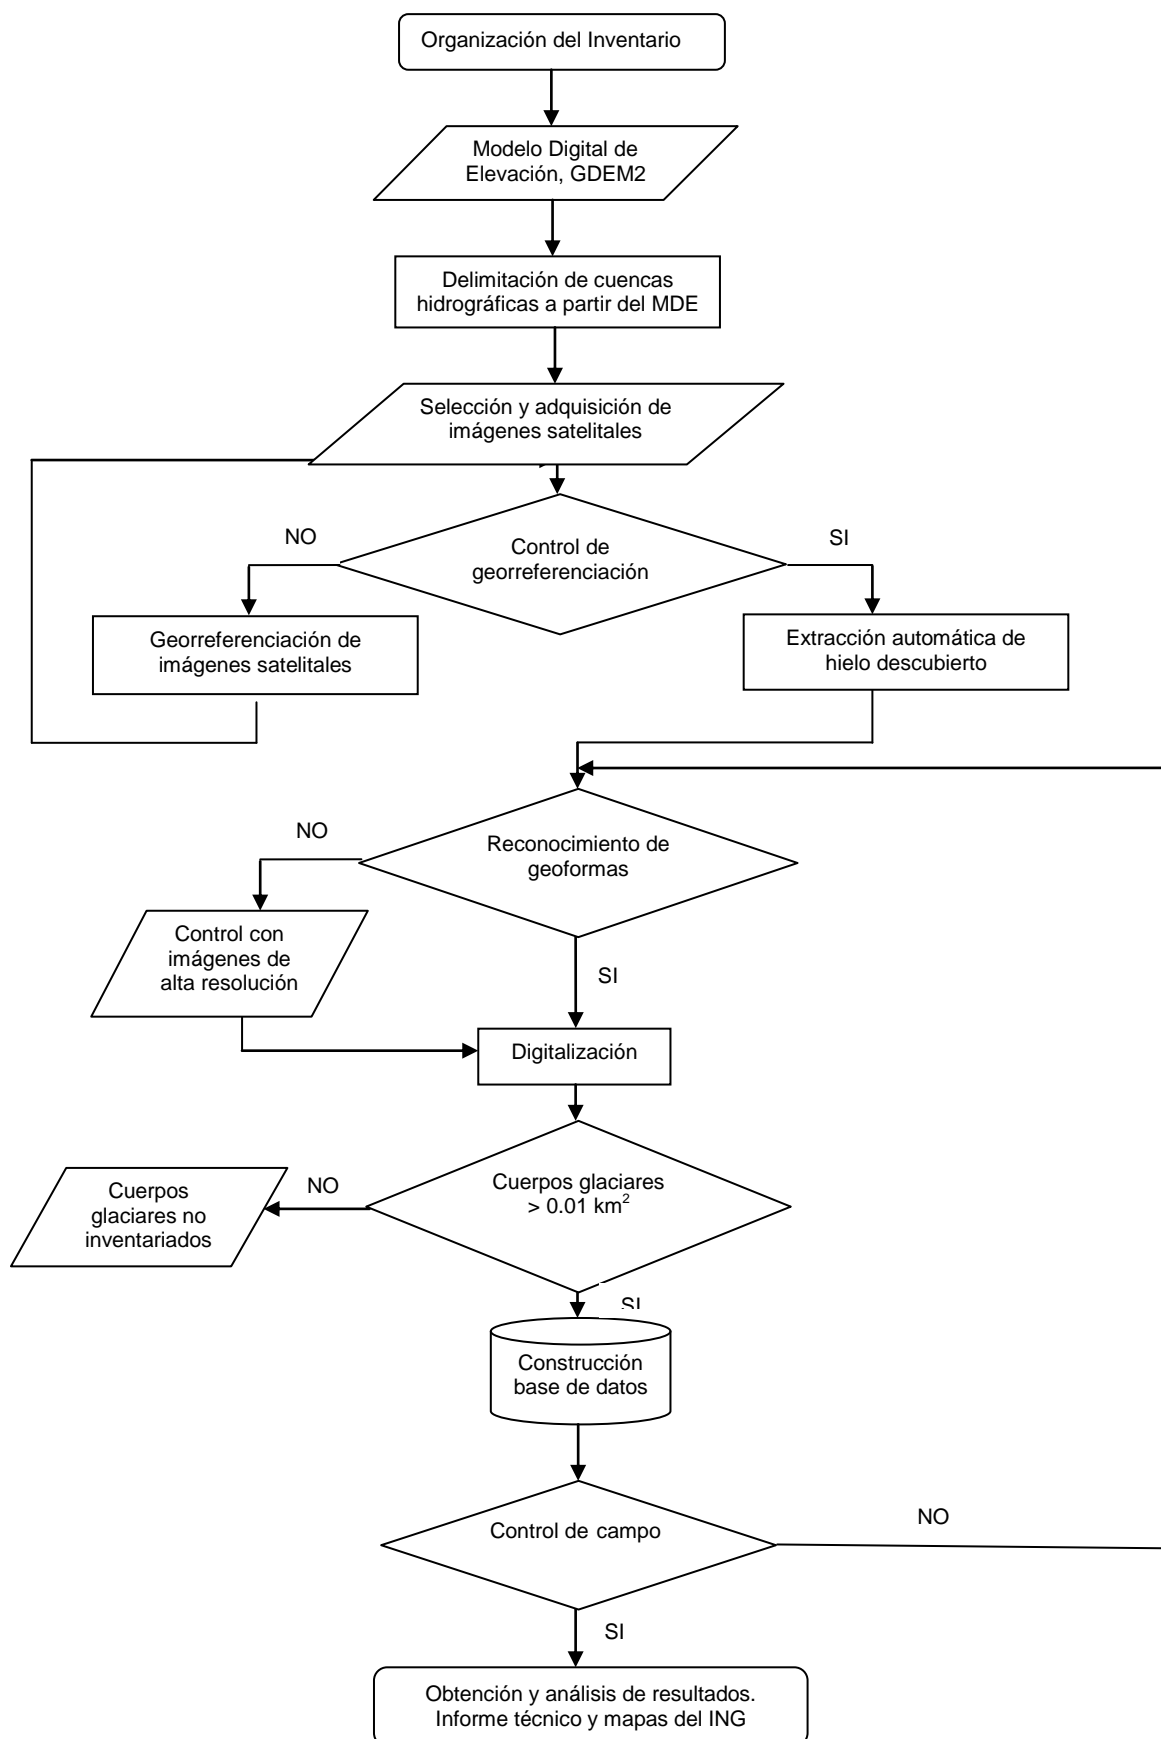 Organización del Inventario
Modelo Digital de
Elevación, GDEM2
Delimitación de cuencas
hidrográficas a partir del MDE
Selección y adquisición de
imágenes satelitales
NO
SI
Control de
georreferenciación
Georreferenciación de
imágenes satelitales
Extracción automática de
hielo descubierto
NO
Reconocimiento de
geoformas
Control con
imágenes de
alta resolución
SI
Digitalización
NO
Cuerpos glaciares
> 0.01 km²
Cuerpos
glaciares no
inventariados
SI
Construcción
base de datos
Control de campo
NO
SI
Obtención y análisis de resultados.
Informe técnico y mapas del ING